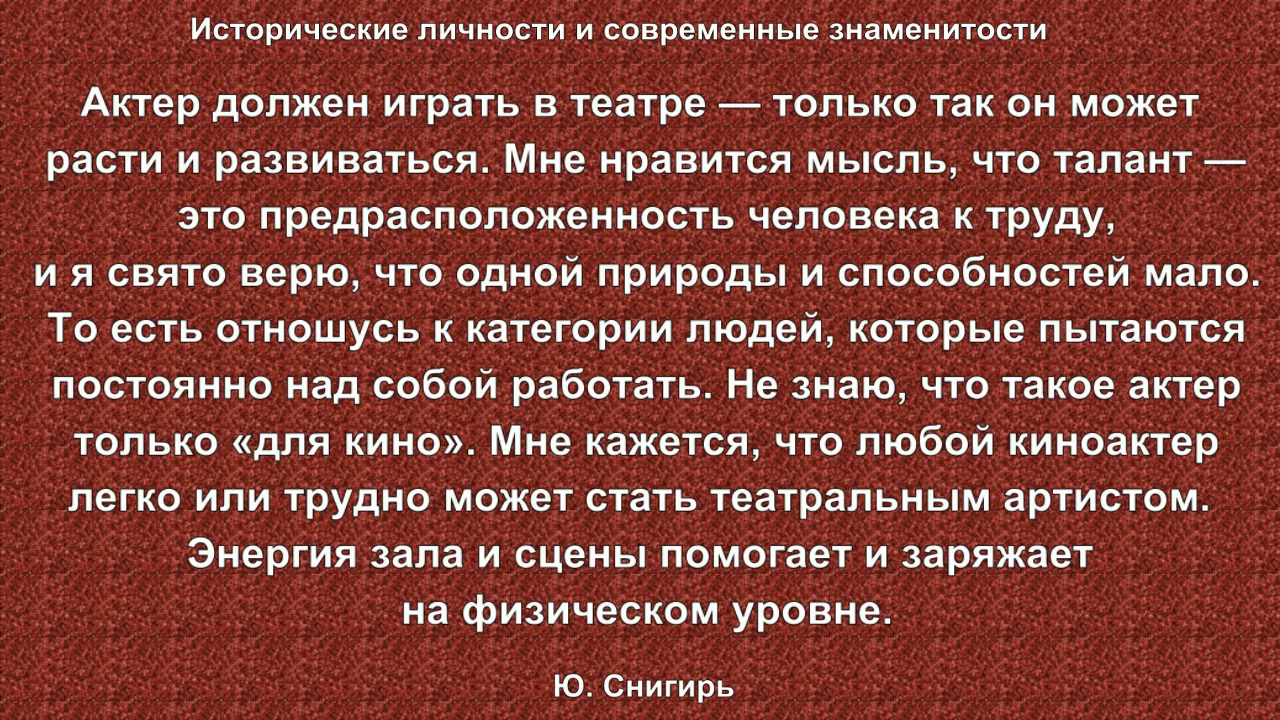 Исторические личности и современные знаменитости
Актер должен играть в театре — только так он может
расти и развиваться. Мне нравится мысль, что талант —
это предрасположенность человека к труду,
и я свято верю, что одной природы и способностей мало.
То есть отношусь к категории людей, которые пытаются
постоянно над собой работать. Не знаю, что такое актер
только «для кино». Мне кажется, что любой киноактер
легко или трудно может стать театральным артистом.
Энергия зала и сцены помогает и заряжает
на физическом уровне.
Ю. Снигирь